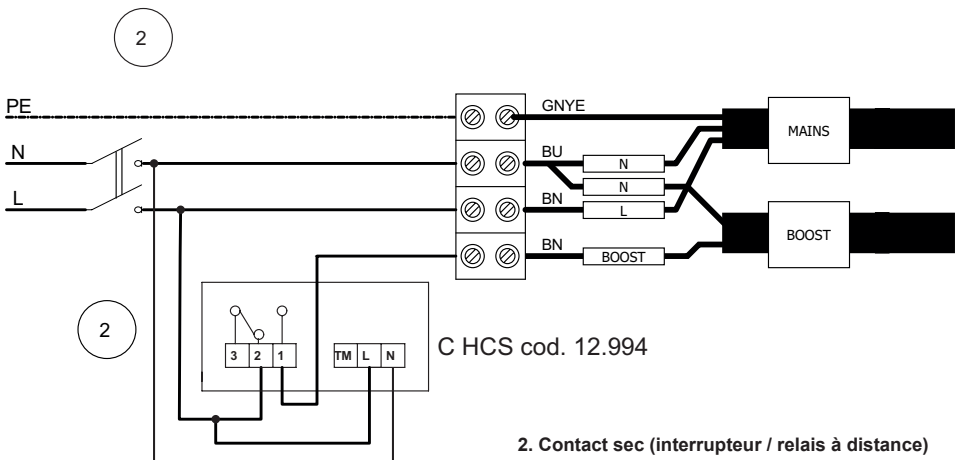 2
PE
GNYE
MAINS
N
BU
N
N
L
BN
L
BOOST
BN
BOOST
2
3 2 1
TM L N
C HCS cod. 12.994
2. Contact sec (interrupteur / relais à distance)